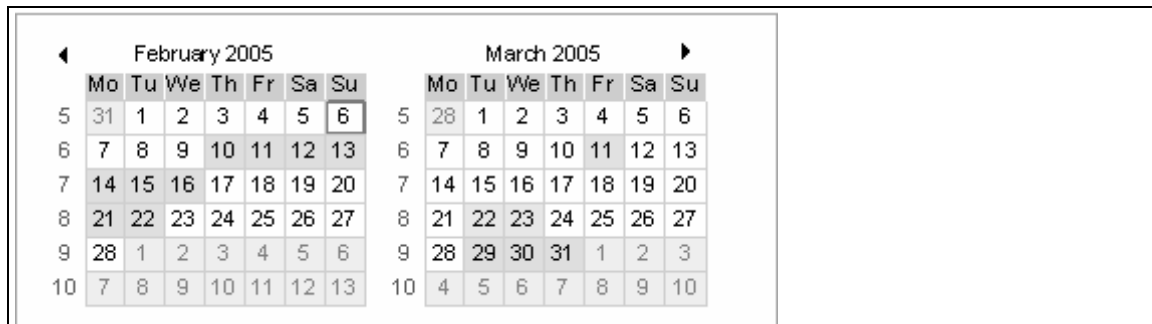 February 2005 March 2005
Mo Tu We Th Fr Sa Su Mo Tu We Th Fr Sa Su
5 31 1 2 3 4 5 6 5 28 1 2 3 4 5 6
6 7 8 9 10 11 12 13 6 7 8 9 10 11 12 13
7 14 15 16 17 18 19 20 7 14 15 16 17 18 19 20
8 21 22 23 24 25 26 27 8 21 22 23 24 25 26 27
9 28 1 2 3 4 5 6 9 28 29 30 31 1 2 3
10 7 8 9 10 11 12 13 10 4 5 6 7 8 9 10